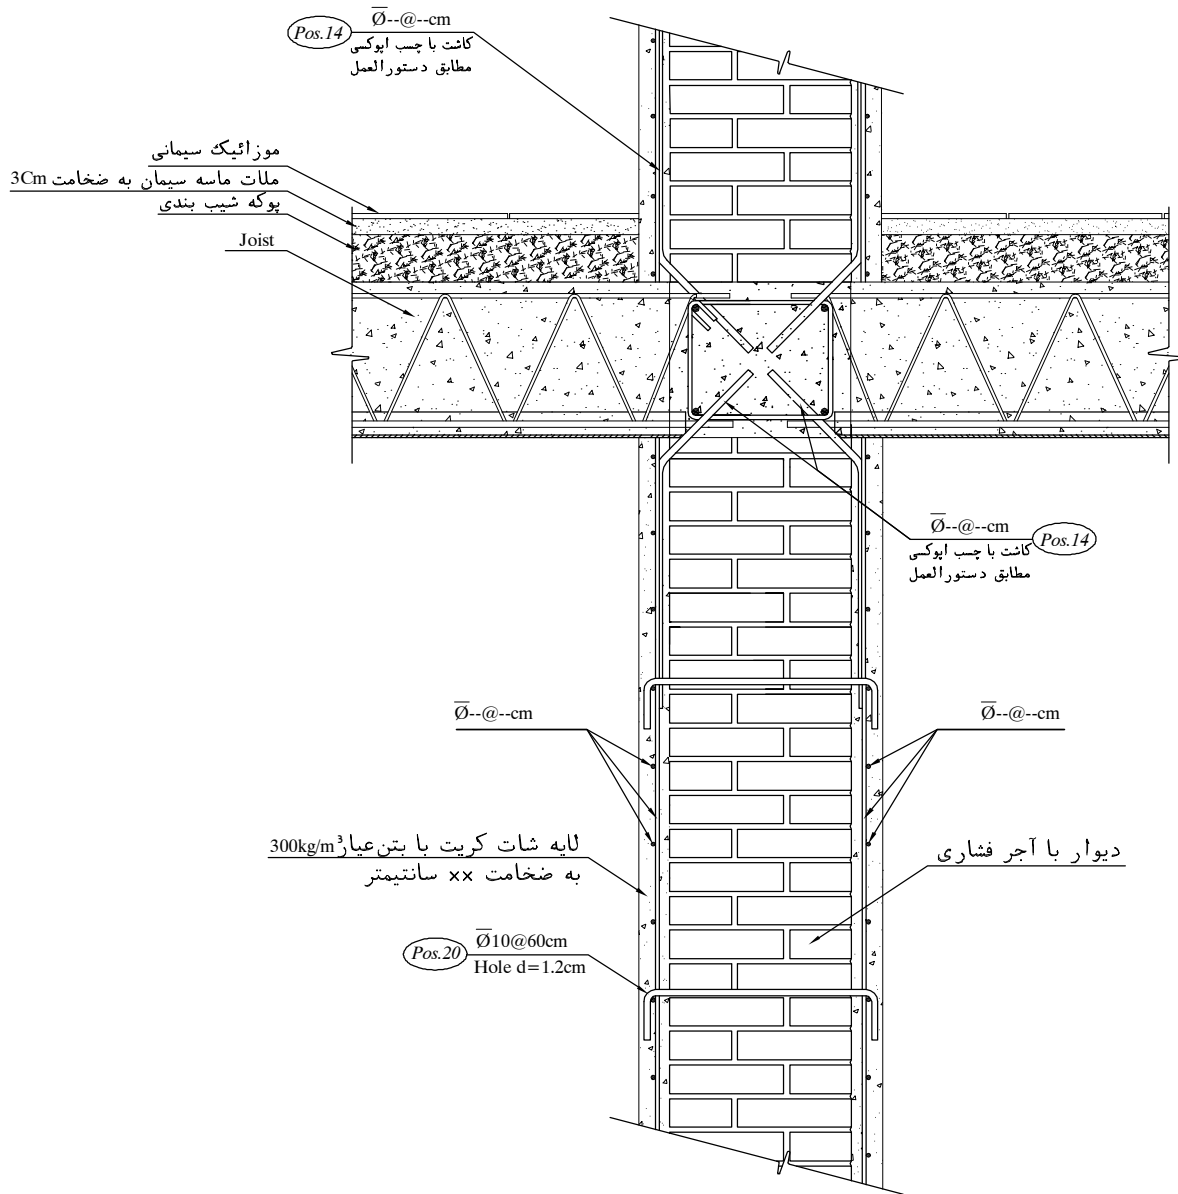 Pos.14
Ø--@--cm
کاشت با چسب اپوکسی
مطابق دستورالعمل
موزائیک سیمانی
ملات ماسه سیمان به ضخامت 3Cm
پوکه شیب بندی
Joist
Ø--@--cm
Pos.14
کاشت با چسب اپوکسی
مطابق دستورالعمل
Ø--@--cm
Ø--@--cm
لایه شات کریت با بتن عیار 300kg/m³
به ضخامت ×× سانتیمتر
دیوار با آجر فشاری
Pos.20
Ø10@60cm
Hole d=1.2cm